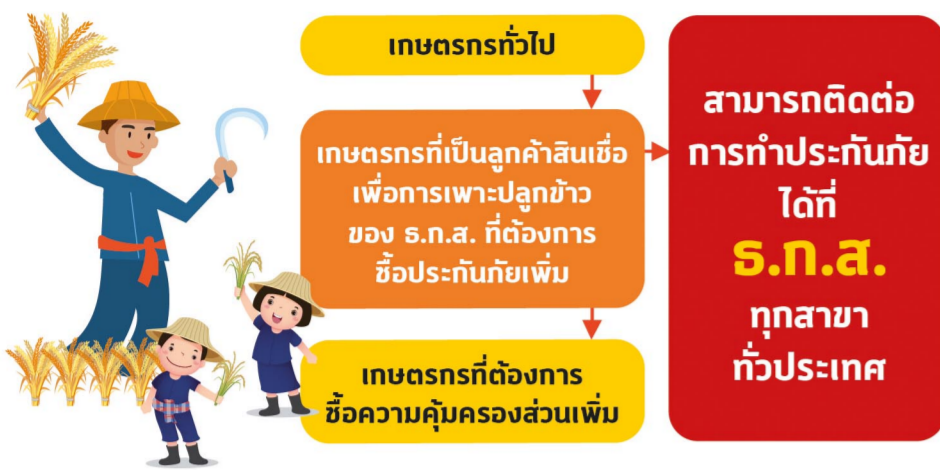 เกษตรกรทั่วไป
เกษตรกรที่เป็นลูกค้าสินเชื่อ
เพื่อการเพาะปลูกข้าว
ของ ธ.ก.ส. ที่ต้องการ
ซื้อประกันภัยเพิ่ม
เกษตรกรที่ต้องการ
ซื้อความคุ้มครองส่วนเพิ่ม
สามารถติดต่อ
การทำประกันภัย
ได้ที่
ธ.ก.ส.
ทุกสาขา
ทั่วประเทศ